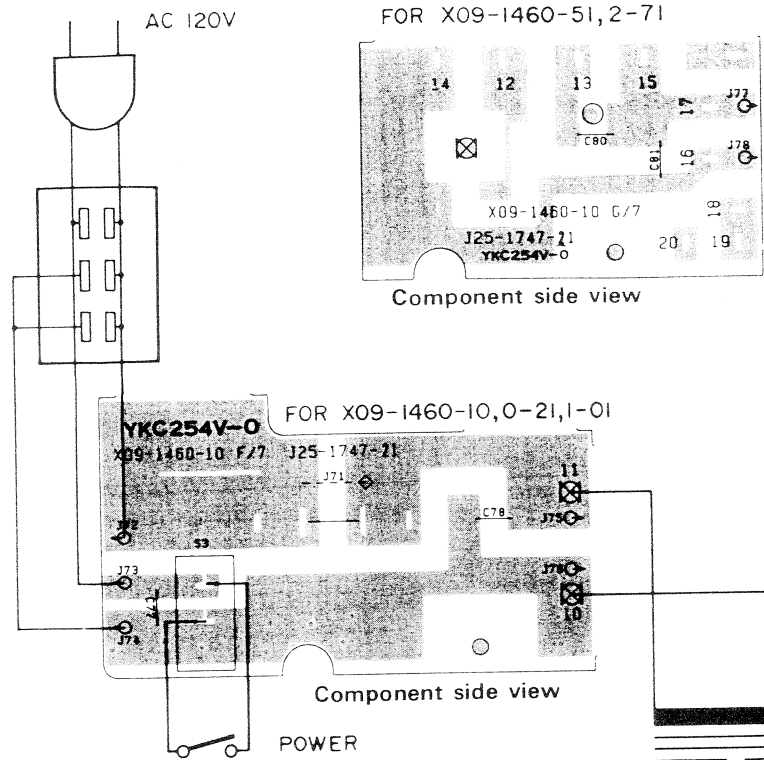 AC 120V
FOR X09-1460-51, 2-71
14 12 13 15
17
J77
C80
C81
16
J78
X09-1460-10 G/7
18
J25-1747-21
20 19
YKC254V-0
Component side view
FOR X09-1460-10, 0-21, 1-01
YKC254V-0
X09-1460-10 F/7 J25-1747-21
J71
11
C78
J75
J72
S3
J73
J76
C77
10
J74
Component side view
POWER